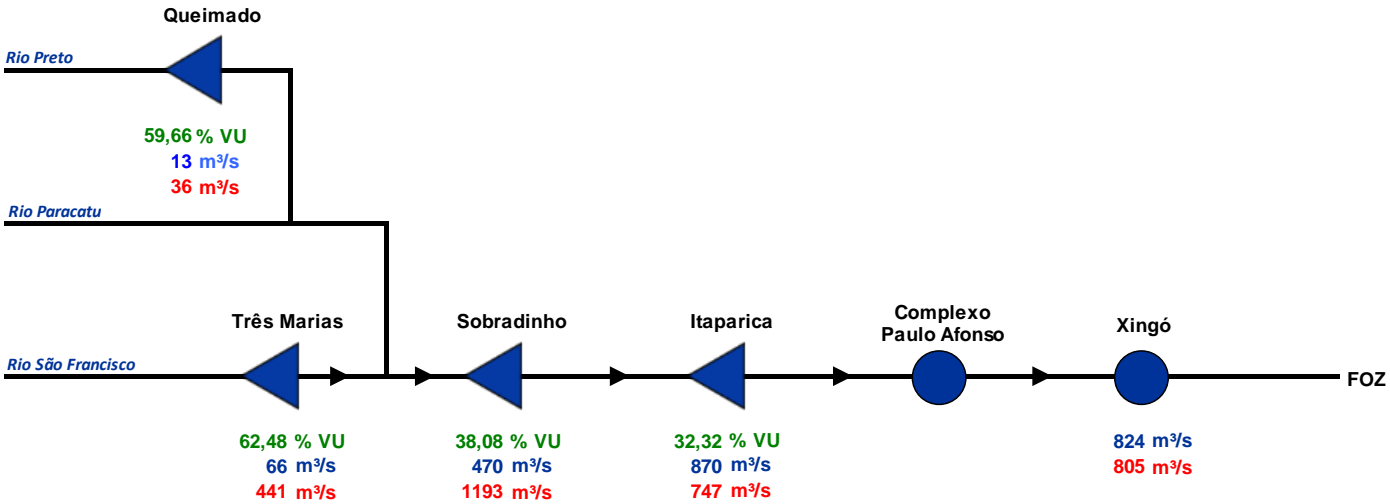 Queimado
Rio Preto
59,66 % VU
13 m³/s
36 m³/s
Rio Paracatu
Três Marias
Sobradinho
Itaparica
Complexo
Paulo Afonso
Xingó
Rio São Francisco
FOZ
62,48 % VU
66 m³/s
441 m³/s
38,08 % VU
470 m³/s
1193 m³/s
32,32 % VU
870 m³/s
747 m³/s
824 m³/s
805 m³/s